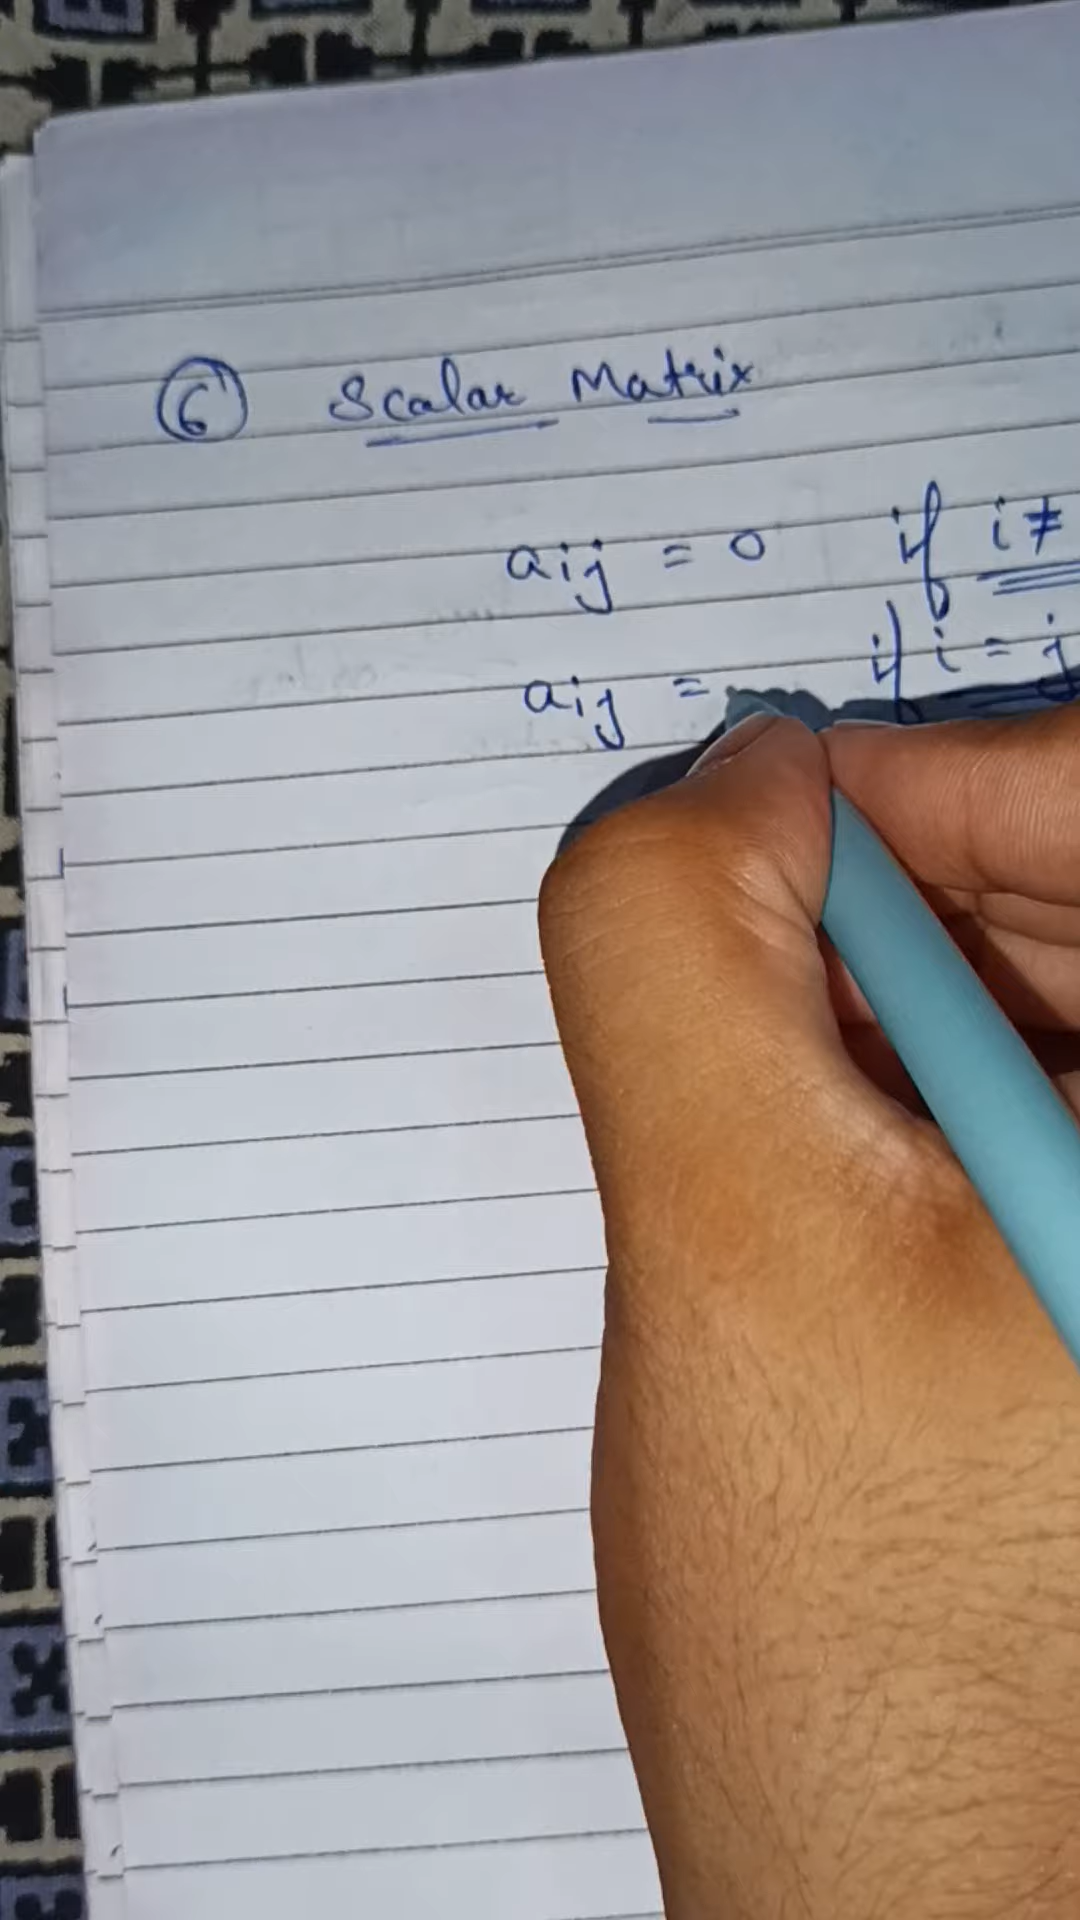 6 Scalar Matrix
aij = 0 if i ≠
aij = if i = j